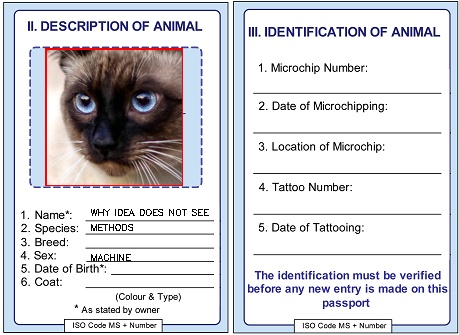 II. DESCRIPTION OF ANIMAL
1. Name*: WHY IDEA DOES NOT SEE
2. Species: METHODS
3. Breed:
4. Sex: MACHINE
5. Date of Birth*:
6. Coat:
(Colour & Type)
* As stated by owner
ISO Code MS + Number
III. IDENTIFICATION OF ANIMAL
1. Microchip Number:
2. Date of Microchipping:
3. Location of Microchip:
4. Tattoo Number:
5. Date of Tattooing:
The identification must be verified
before any new entry is made on this
passport
ISO Code MS + Number